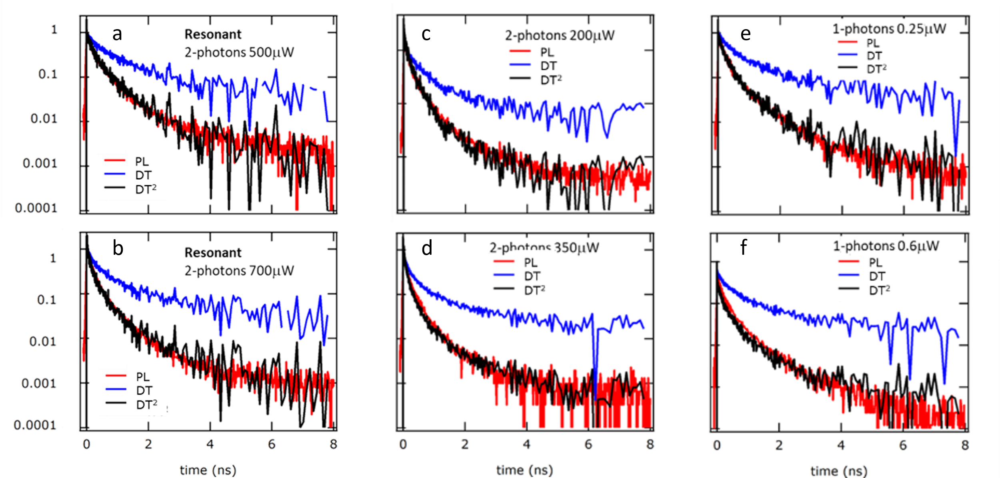 a
Resonant
2-photons 500μW
1
0.1
0.01
0.001
0.0001
PL
DT
DT²
c
2-photons 200μW
PL
DT
DT²
e
1-photons 0.25μW
PL
DT
DT²
b
Resonant
2-photons 700μW
1
0.1
0.01
0.001
0.0001
PL
DT
DT²
0 2 4 6 8
time (ns)
d
2-photons 350μW
PL
DT
DT²
0 2 4 6 8
time (ns)
f
1-photons 0.6μW
PL
DT
DT²
0 2 4 6 8
time (ns)